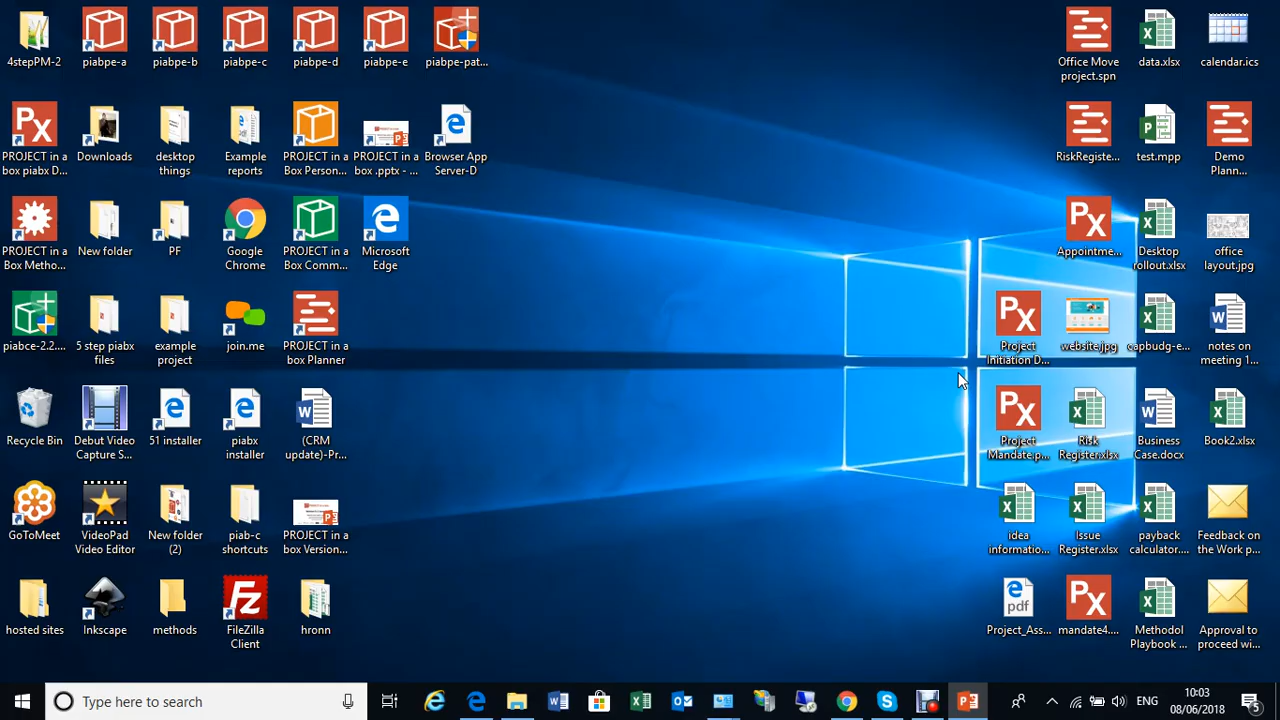 4stepPM-2
piabpe-a
piabpe-b
piabpe-c
piabpe-d
piabpe-e
piabpe-pat...
Office Move
project.spn
data.xlsx
calendar.ics
Px
PROJECT in a
box piabx D...
Downloads
desktop
things
Example
reports
PROJECT in a
Box Person...
PROJECT in a
box .pptx - ...
Browser App
Server-D
RiskRegiste...
test.mpp
Demo
Plann...
PROJECT in a
Box Metho...
New folder
PF
Google
Chrome
PROJECT in a
Box Comm...
Microsoft
Edge
Px
Appointme...
Desktop
rollout.xlsx
office
layout.jpg
piabce-2.2....
5 step piabx
files
example
project
join.me
PROJECT in a
box Planner
Px
Project
Initiation D...
website.jpg
capbudg-e...
notes on
meeting 1...
Recycle Bin
Debut Video
Capture S...
51 installer
piabx
installer
(CRM
update)-Pr...
Px
Project
Mandate.p...
Risk
Register.xlsx
Business
Case.docx
Book2.xlsx
GoToMeet
VideoPad
Video Editor
New folder
(2)
piab-c
shortcuts
PROJECT in a
box Version...
idea
informatio...
Issue
Register.xlsx
payback
calculator....
Feedback on
the Work p...
hosted sites
Inkscape
methods
Fz
FileZilla
Client
hronn
pdf
Project_Ass...
Px
mandate4....
Methodol
Playbook ...
Approval to
proceed wi...
Type here to search
ENG
10:03
08/06/2018
5